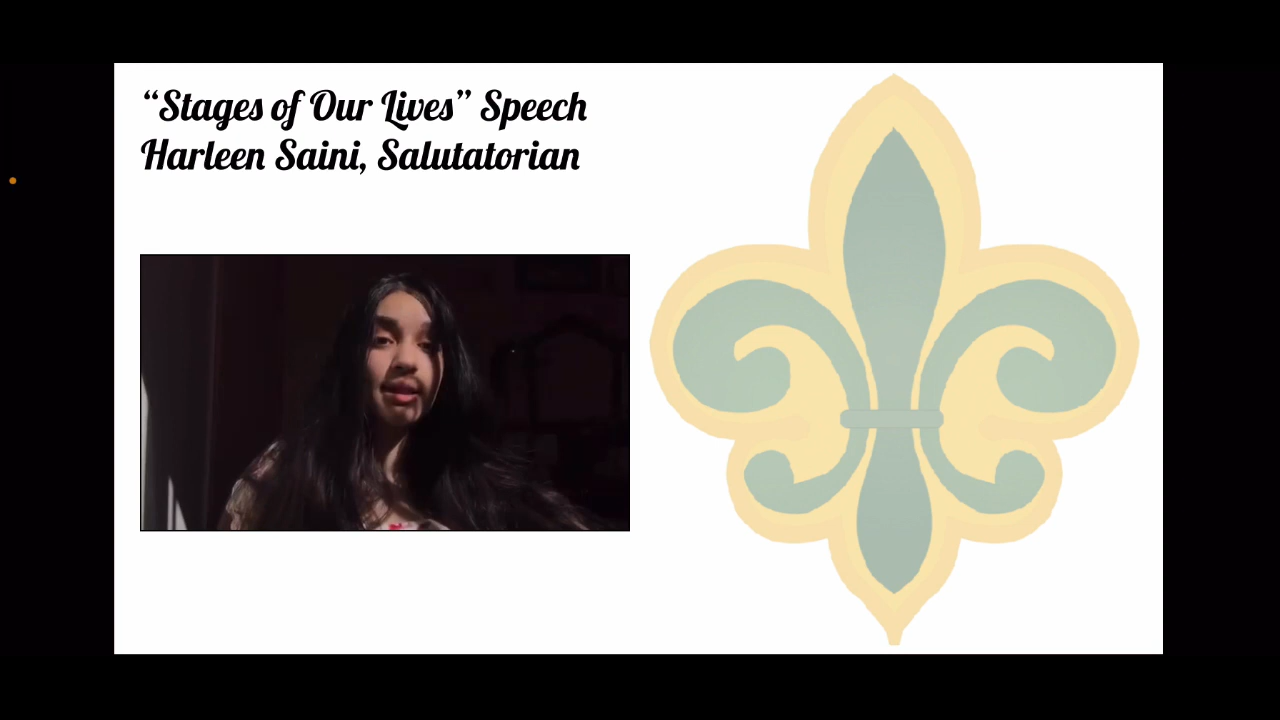 “Stages of Our Lives” Speech
Harleen Saini, Salutatorian